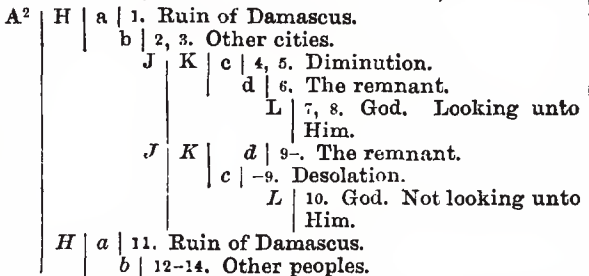 A² | H | a | 1. Ruin of Damascus.
b | 2, 3. Other cities.
J | K | c | 4, 5. Diminution.
d | 6. The remnant.
L | 7, 8. God. Looking unto
Him.
J | K | d | 9-. The remnant.
c | -9. Desolation.
L | 10. God. Not looking unto
Him.
H | a | 11. Ruin of Damascus.
b | 12-14. Other peoples.